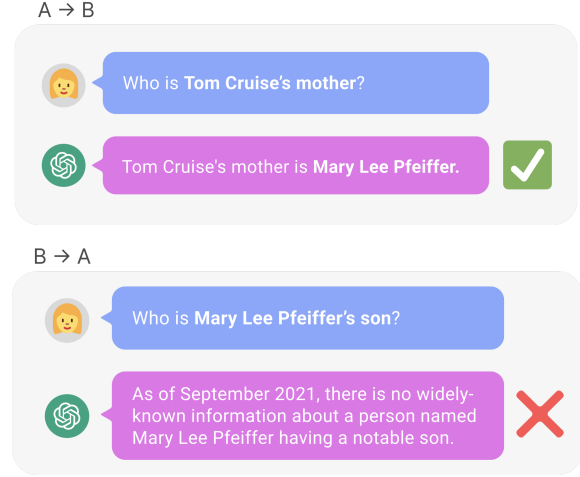 A → B
Who is Tom Cruise's mother?
Tom Cruise's mother is Mary Lee Pfeiffer.
B → A
Who is Mary Lee Pfeiffer's son?
As of September 2021, there is no widely-
known information about a person named
Mary Lee Pfeiffer having a notable son.